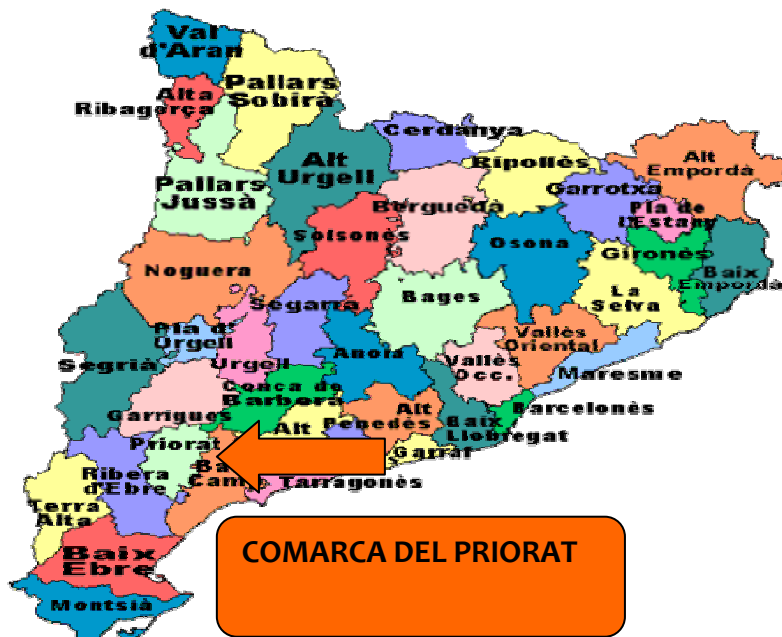 Val
d'Aran
Pallars
Sobirà
Alta
Ribagorça
Cerdanya
Ripollès
Alt
Empordà
Alt
Urgell
Garrotxa
Pla de
l'Estany
Pallars
Jussà
Berguedà
Solsonès
Osona
Gironès
Baix
Empordà
Noguera
Bages
La
Selva
Segarra
Pla d'
Urgell
Segrià
Urgell
Anoia
Vallès
Oriental
Vallès
Occ.
Maresme
Conca de
Barberà
Garrigues
Alt
Alt
Penedès
Baix
Llobregat
Barcelonès
Priorat
Garraf
Ribera
d'Ebre
Ba
Camp
Tarragonès
Terra
Alta
Baix
Ebre
Montsià
COMARCA DEL PRIORAT